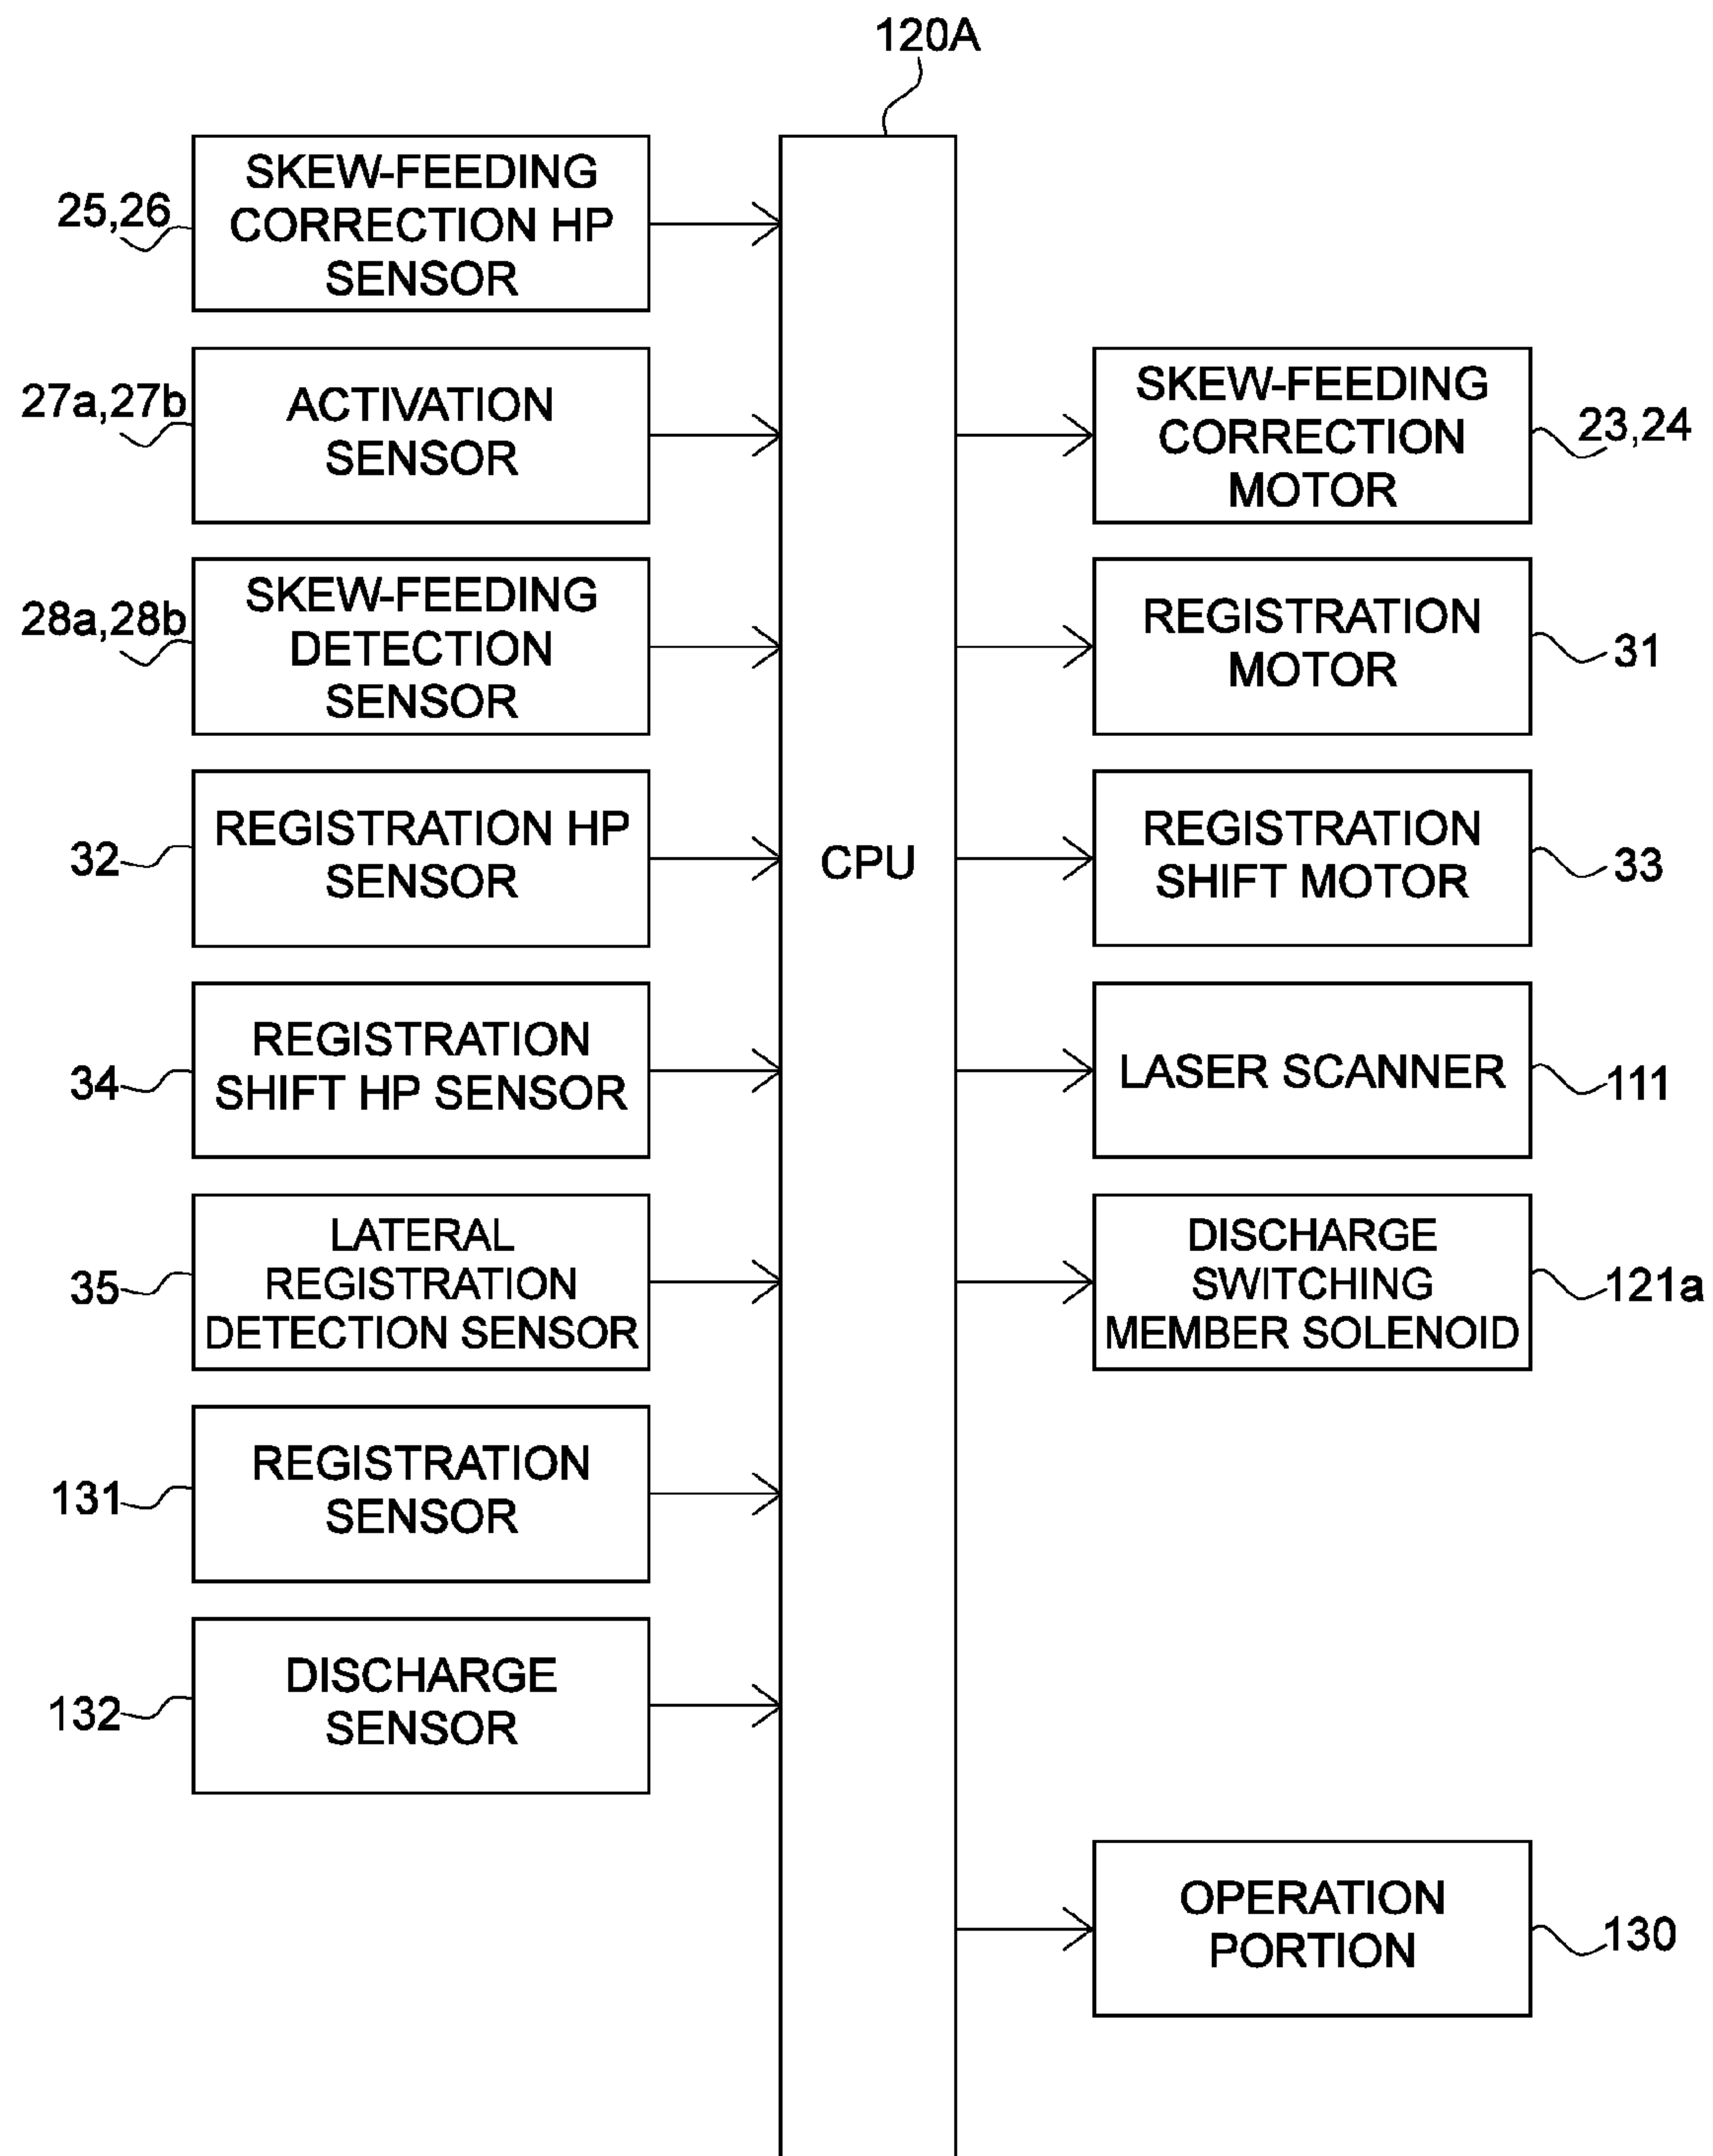 120A
25,26
SKEW-FEEDING
CORRECTION HP
SENSOR
27a,27b
ACTIVATION
SENSOR
28a,28b
SKEW-FEEDING
DETECTION
SENSOR
32
REGISTRATION HP
SENSOR
34
REGISTRATION
SHIFT HP SENSOR
35
LATERAL
REGISTRATION
DETECTION SENSOR
131
REGISTRATION
SENSOR
132
DISCHARGE
SENSOR
CPU
SKEW-FEEDING
CORRECTION
MOTOR
23,24
REGISTRATION
MOTOR
31
REGISTRATION
SHIFT MOTOR
33
LASER SCANNER
111
DISCHARGE
SWITCHING
MEMBER SOLENOID
121a
OPERATION
PORTION
130